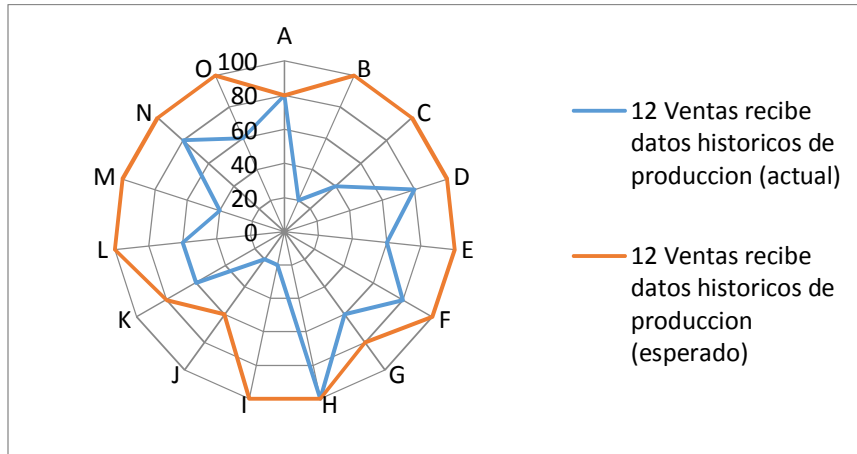 A
B
C
D
E
F
G
H
I
J
K
L
M
N
O
100
80
60
40
20
0
12 Ventas recibe
datos historicos de
produccion (actual)
12 Ventas recibe
datos historicos de
produccion
(esperado)